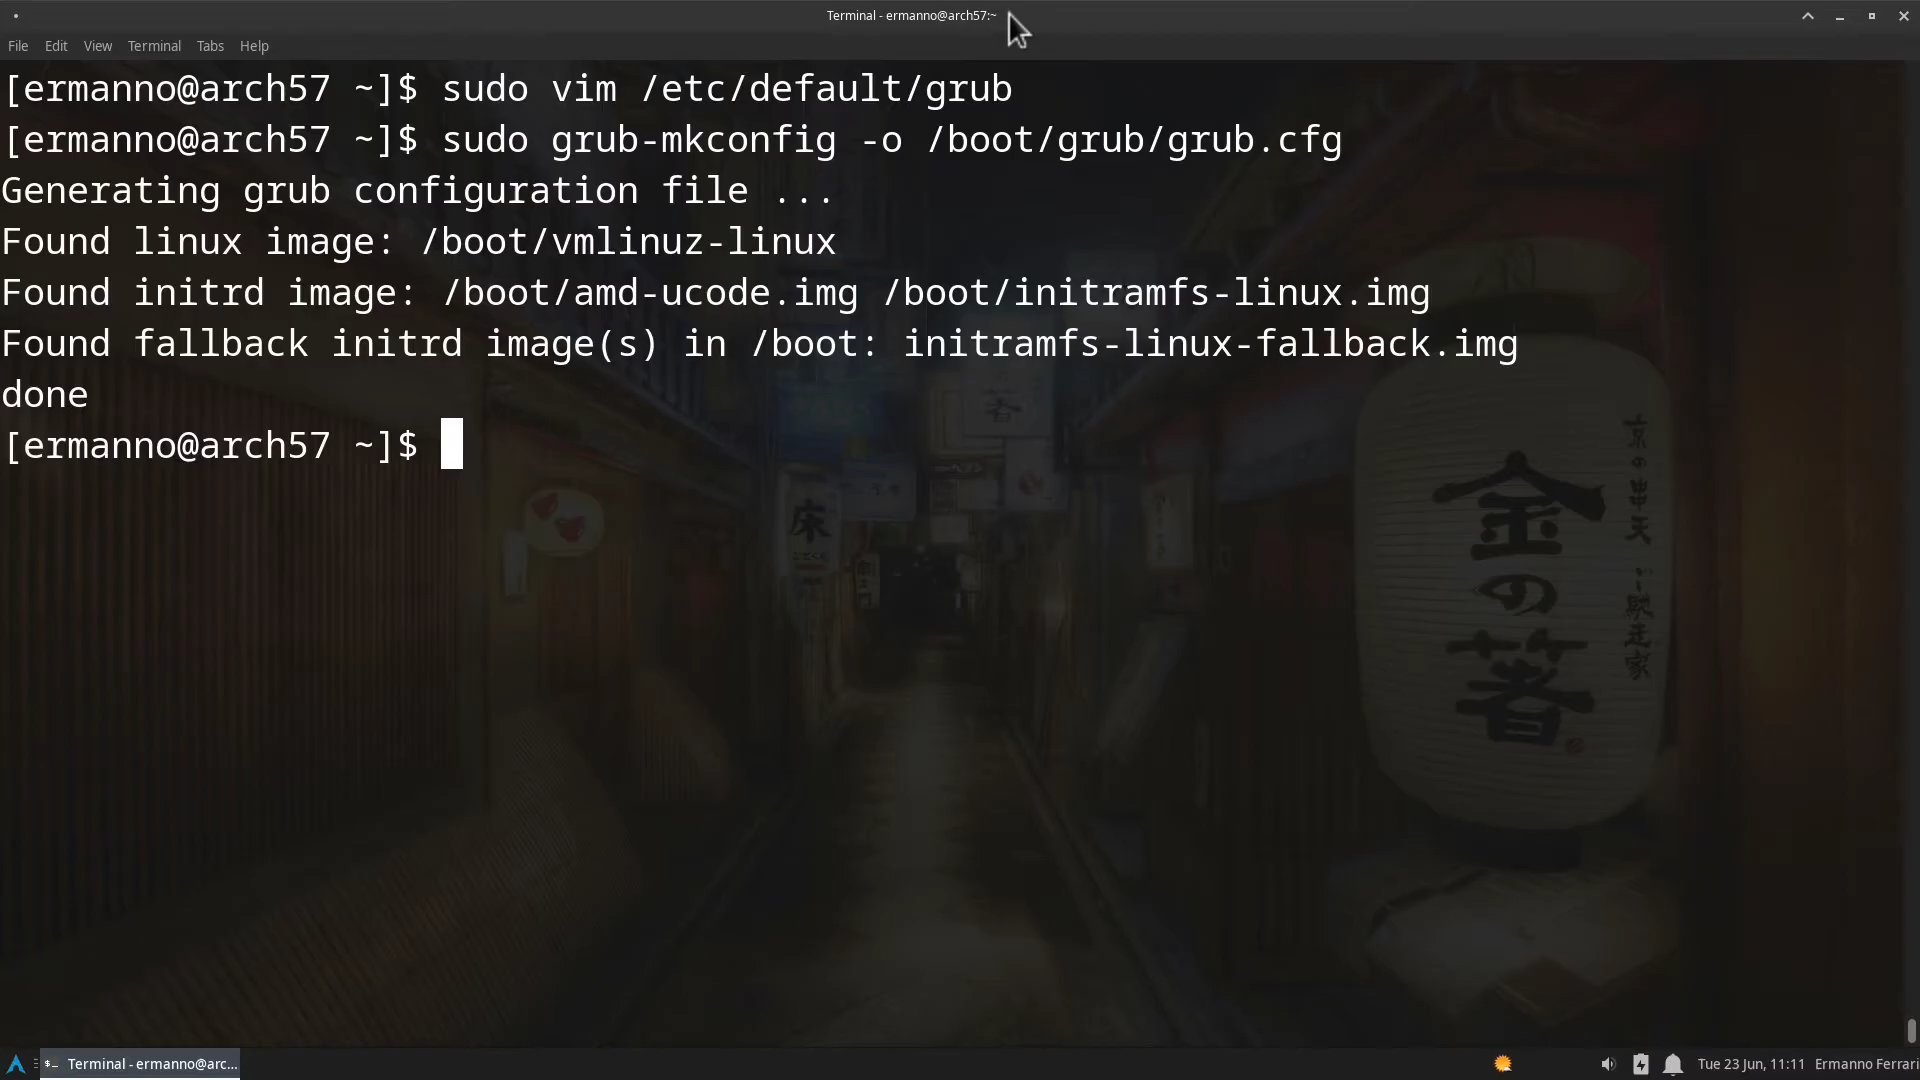 Terminal - ermanno@arch57:~
File Edit View Terminal Tabs Help
[ermanno@arch57 ~]$ sudo vim /etc/default/grub
[ermanno@arch57 ~]$ sudo grub-mkconfig -o /boot/grub/grub.cfg
Generating grub configuration file ...
Found linux image: /boot/vmlinuz-linux
Found initrd image: /boot/amd-ucode.img /boot/initramfs-linux.img
Found fallback initrd image(s) in /boot: initramfs-linux-fallback.img
done
[ermanno@arch57 ~]$
床
金の著
Terminal - ermanno@arc...
Tue 23 Jun, 11:11 Ermanno Ferrari